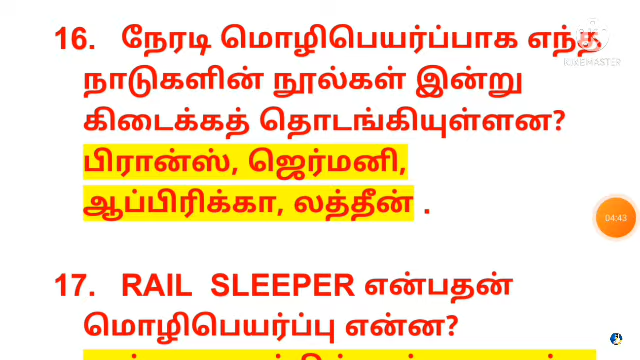 16. நேரடி மொழிபெயர்ப்பாக எந்த
நாடுகளின் நூல்கள் இன்று
கிடைக்கத் தொடங்கியுள்ளன?
பிரான்ஸ், ஜெர்மனி,
ஆப்பிரிக்கா, லத்தீன் .
04:43
17. RAIL SLEEPER என்பதன்
மொழிபெயர்ப்பு என்ன?